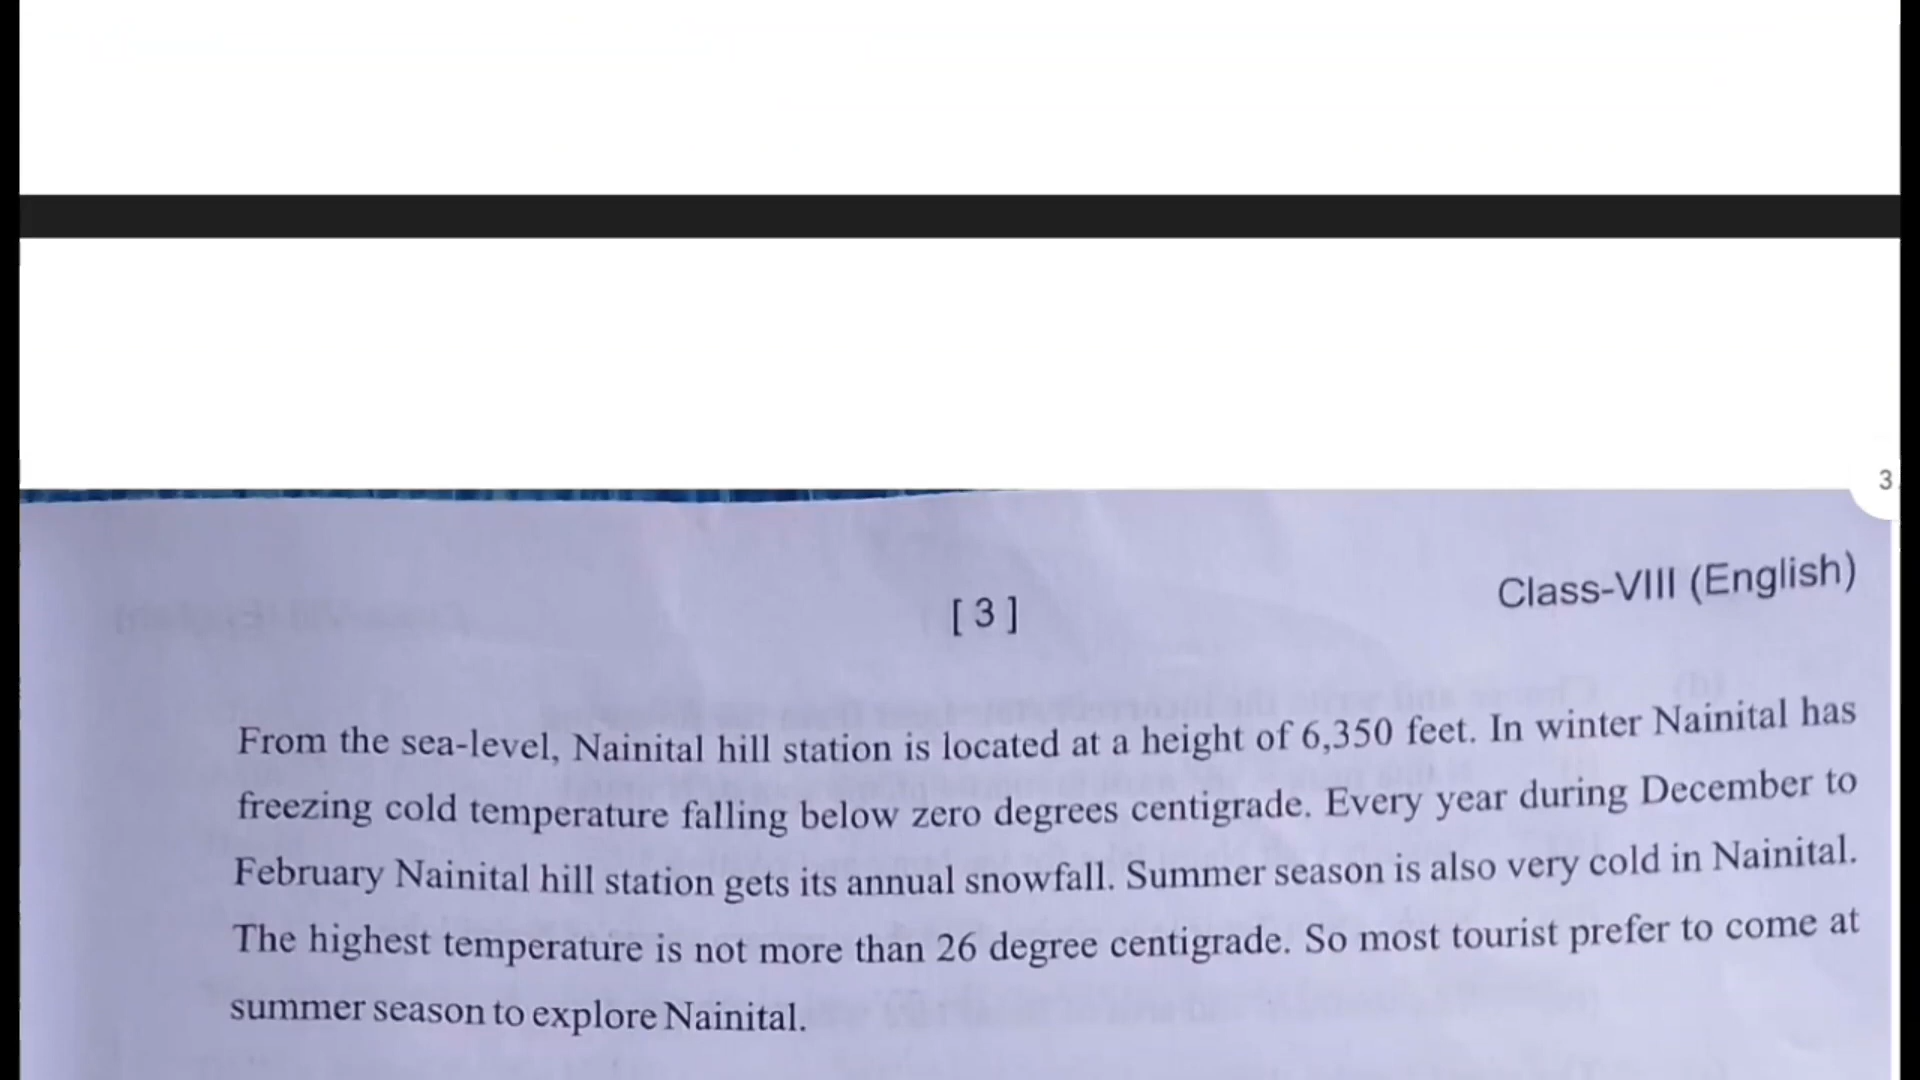 3
Class-VIII (English)
[ 3 ]
From the sea-level, Nainital hill station is located at a height of 6,350 feet. In winter Nainital has
freezing cold temperature falling below zero degrees centigrade. Every year during December to
February Nainital hill station gets its annual snowfall. Summer season is also very cold in Nainital.
The highest temperature is not more than 26 degree centigrade. So most tourist prefer to come at
summer season to explore Nainital.